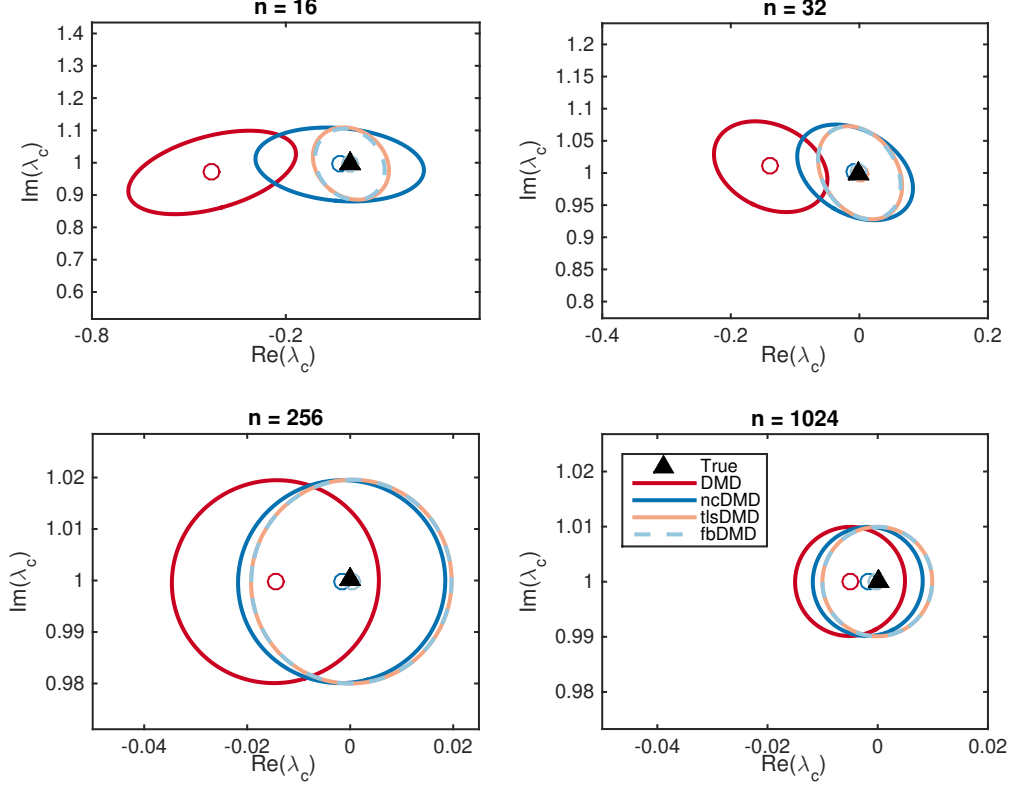 n = 16
1.4
1.3
1.2
1.1
1
0.9
0.8
0.7
0.6
Im(λc)
-0.8
-0.2
Re(λc)
n = 32
1.2
1.15
1.1
1.05
1
0.95
0.9
0.85
0.8
Im(λc)
-0.4
-0.2
0
0.2
Re(λc)
n = 256
1.02
1.01
1
0.99
0.98
Im(λc)
-0.04
-0.02
0
0.02
Re(λc)
n = 1024
1.02
1.01
1
0.99
0.98
Im(λc)
True
DMD
ncDMD
tlsDMD
fbDMD
-0.04
-0.02
0
0.02
Re(λc)